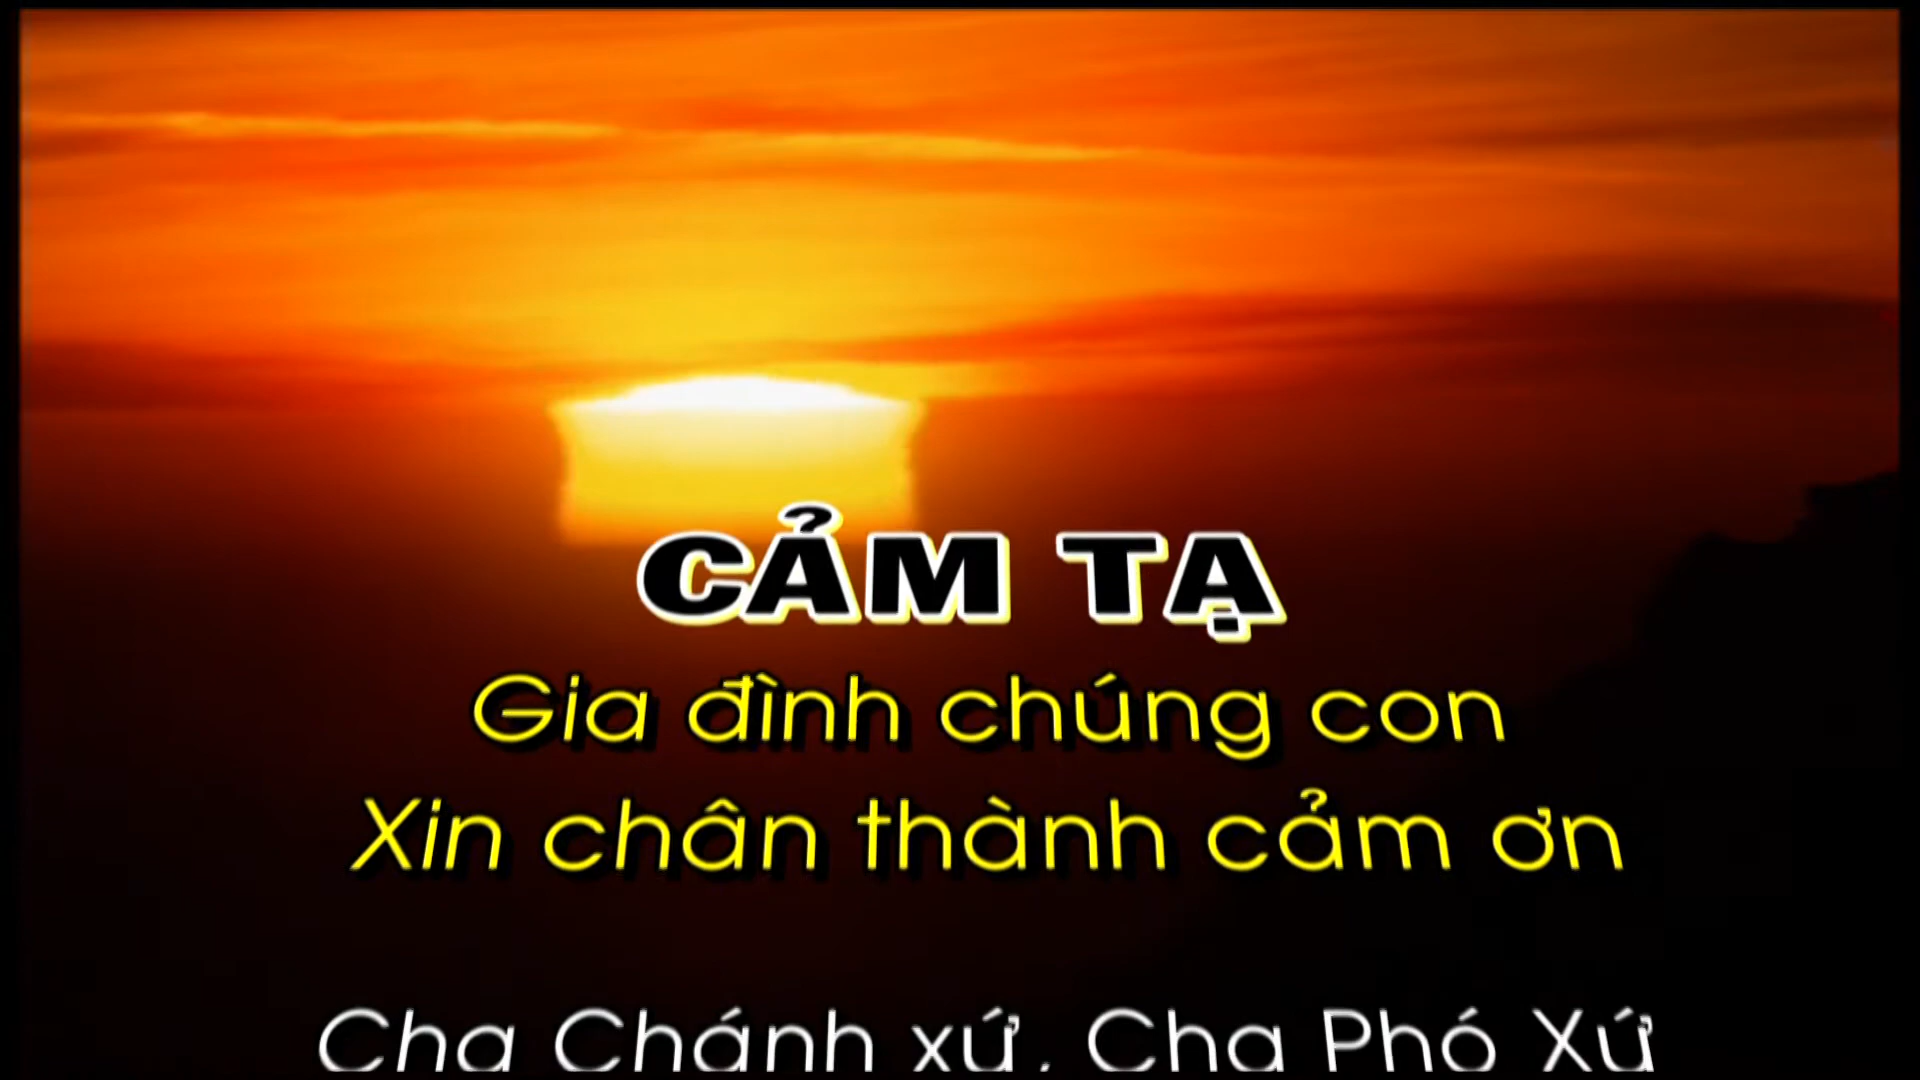 CẢM TẠ
Gia đình chúng con
Xin chân thành cảm ơn
Cha Chánh xứ, Cha Phó Xứ